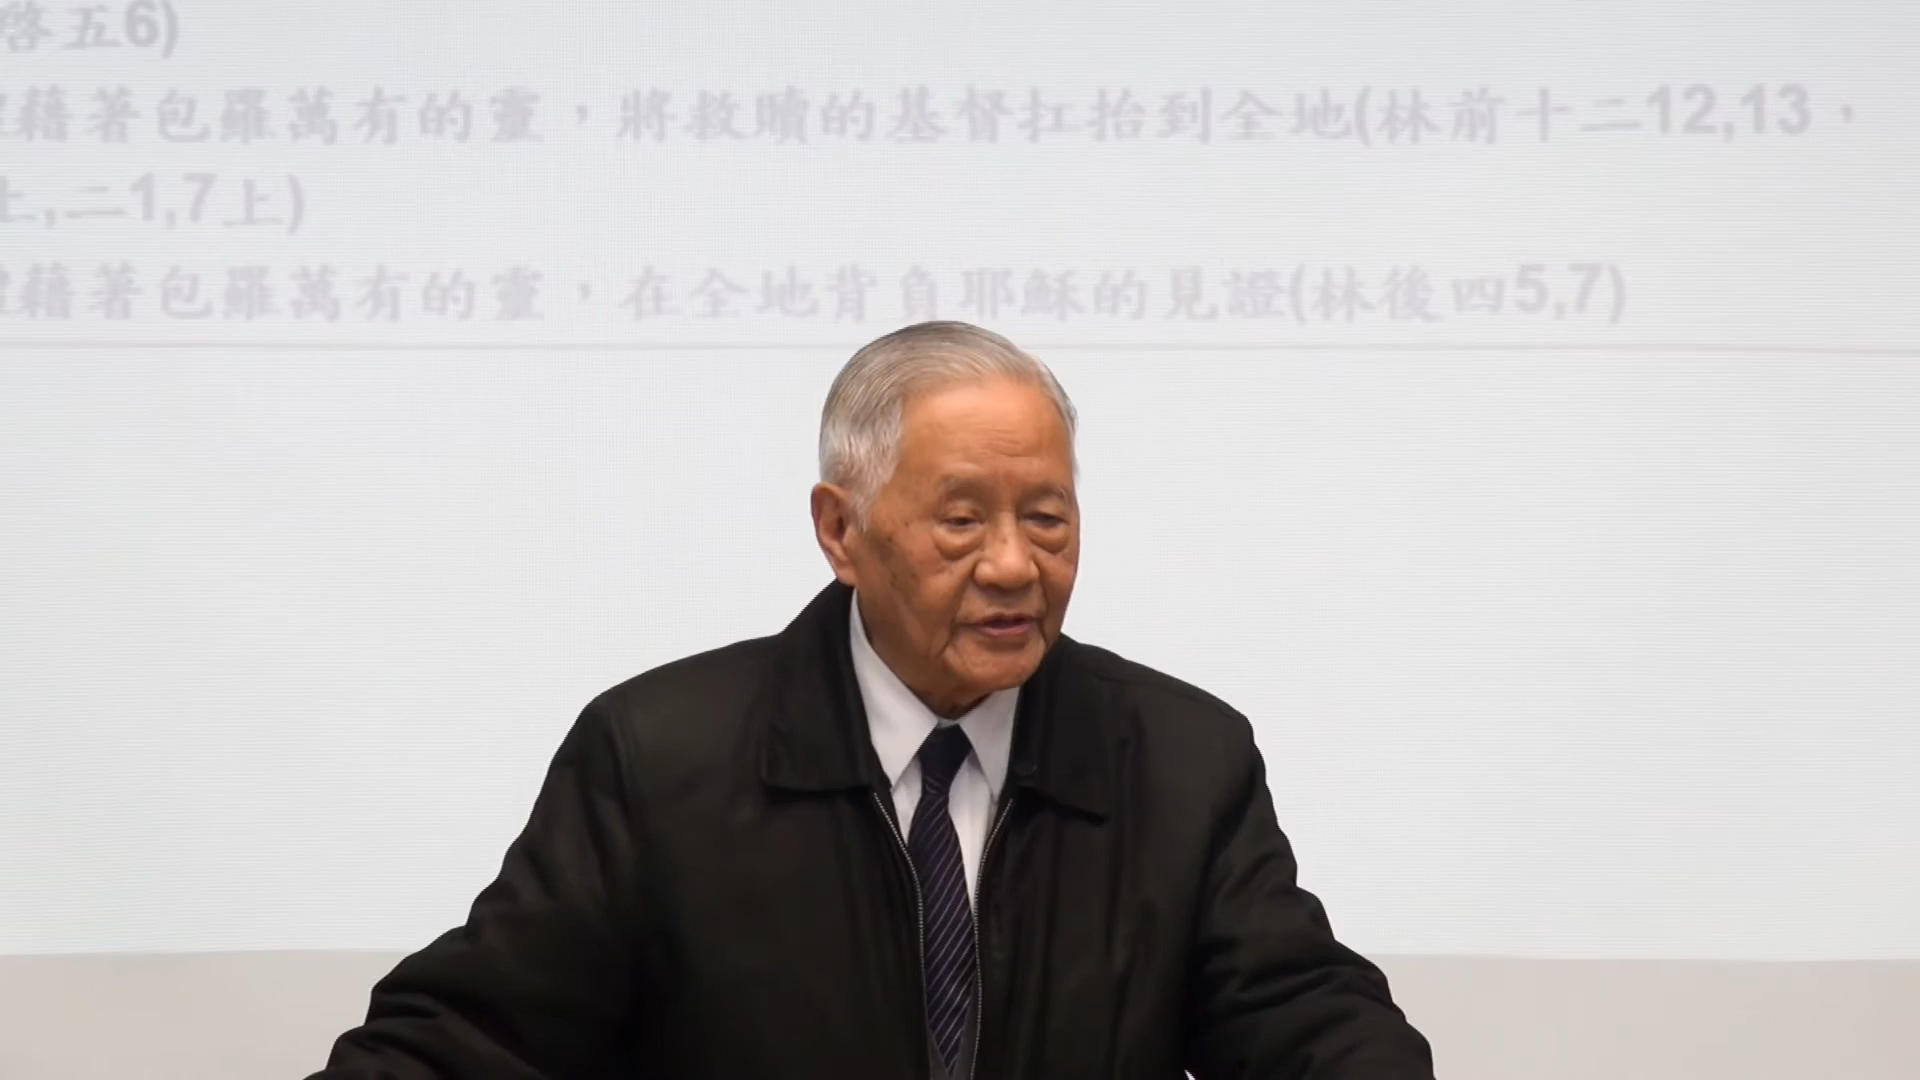 啓五6)
藉著包羅萬有的靈，將救贖的基督扛抬到全地(林前十二12,13，
上,二1,7上)
藉著包羅萬有的靈，在全地背負耶穌的見證(林後四5,7)